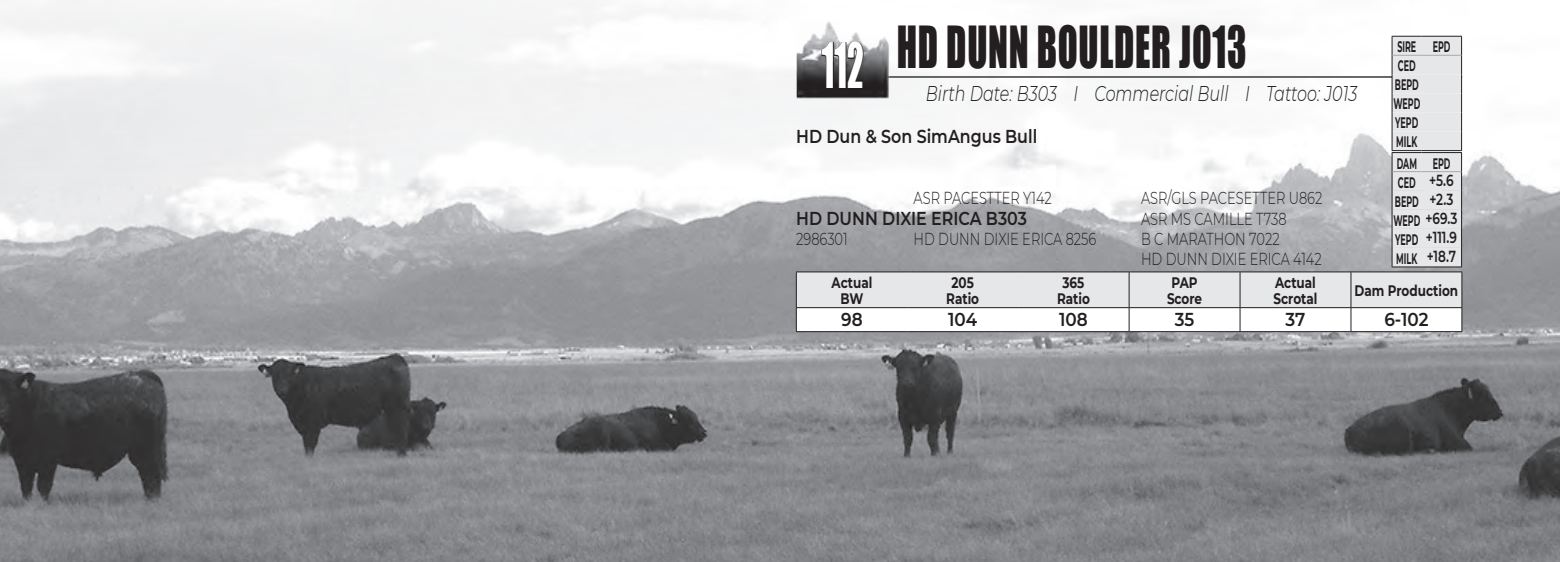 112
HD DUNN BOULDER J013
Birth Date: B303 I Commercial Bull I Tattoo: J013
HD Dun & Son SimAngus Bull
SIRE EPD
CED
BEPD
WEPD
YEPD
MILK
ASR PACESTTER Y142
HD DUNN DIXIE ERICA B303
2986301 HD DUNN DIXIE ERICA 8256
ASR/GLS PACESETTER U862
ASR MS CAMILLE T738
B C MARATHON 7022
HD DUNN DIXIE ERICA 4142
DAM EPD
CED +5.6
BEPD +2.3
WEPD +69.3
YEPD +111.9
MILK +18.7
Actual BW 205 Ratio 365 Ratio PAP Score Actual Scrotal Dam Production
98 104 108 35 37 6-102